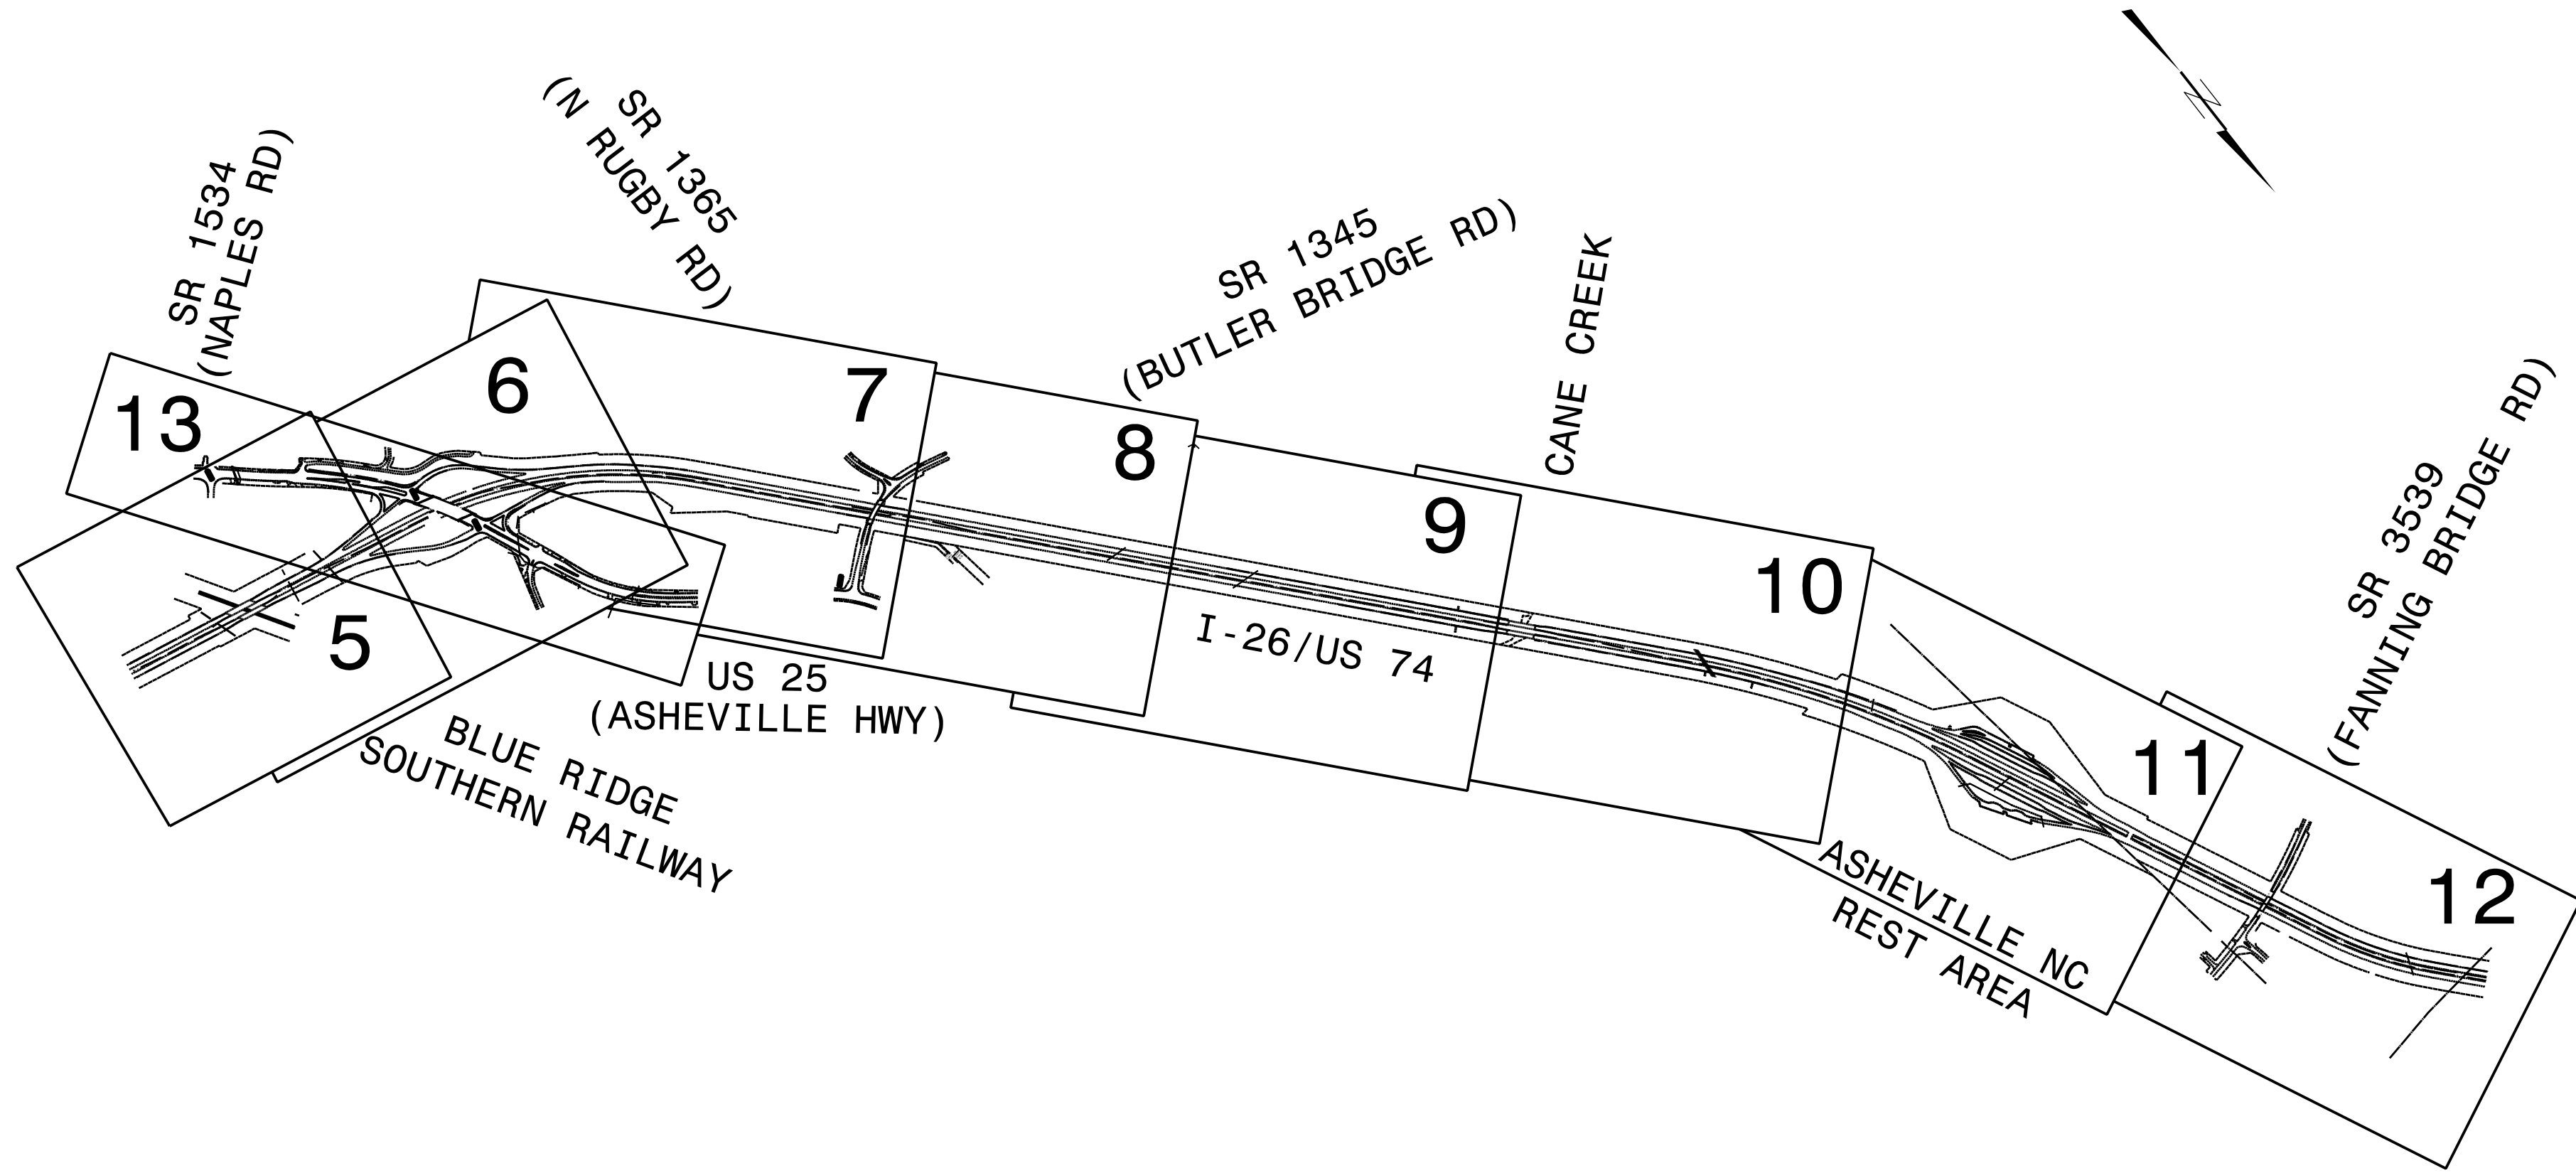 SR 1534
(NAPLES RD)
SR 1365
(N RUGBY RD)
SR 1345
(BUTLER BRIDGE RD)
CANE CREEK
SR 3539
(FANNING BRIDGE RD)
13
6
7
8
9
10
11
12
5
I-26/US 74
US 25
(ASHEVILLE HWY)
BLUE RIDGE
SOUTHERN RAILWAY
ASHEVILLE NC
REST AREA
N